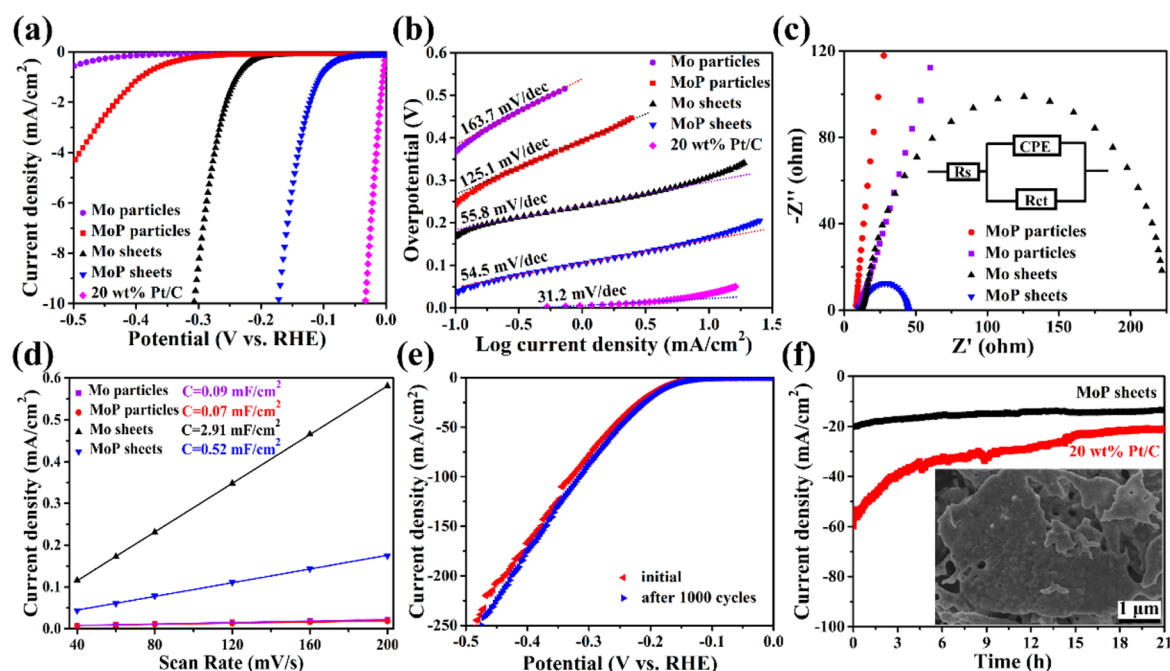 (a)
Current density (mA/cm²)
0
-2
-4
-6
-8
-10
Mo particles
MoP particles
Mo sheets
MoP sheets
20 wt% Pt/C
-0.5 -0.4 -0.3 -0.2 -0.1 0.0
Potential (V vs. RHE)
(b)
Overpotential (V)
0.6
0.5
0.4
0.3
0.2
0.1
0.0
Mo particles
MoP particles
Mo sheets
MoP sheets
20 wt% Pt/C
163.7 mV/dec
125.1 mV/dec
55.8 mV/dec
54.5 mV/dec
31.2 mV/dec
-1.0 -0.5 0.0 0.5 1.0 1.5
Log current density (mA/cm²)
(c)
-Z'' (ohm)
120
80
40
0
CPE
Rs
Rct
MoP particles
Mo particles
Mo sheets
MoP sheets
0 50 100 150 200
Z' (ohm)
(d)
Current density (mA/cm²)
0.6
0.5
0.4
0.3
0.2
0.1
0.0
Mo particles C=0.09 mF/cm²
MoP particles C=0.07 mF/cm²
Mo sheets C=2.91 mF/cm²
MoP sheets C=0.52 mF/cm²
40 80 120 160 200
Scan Rate (mV/s)
(e)
Current density (mA/cm²)
0
-50
-100
-150
-200
-250
initial
after 1000 cycles
-0.5 -0.4 -0.3 -0.2 -0.1 0.0
Potential (V vs. RHE)
(f)
Current density (mA/cm²)
0
-20
-40
-60
-80
-100
MoP sheets
20 wt% Pt/C
1 μm
0 3 6 9 12 15 18 21
Time (h)